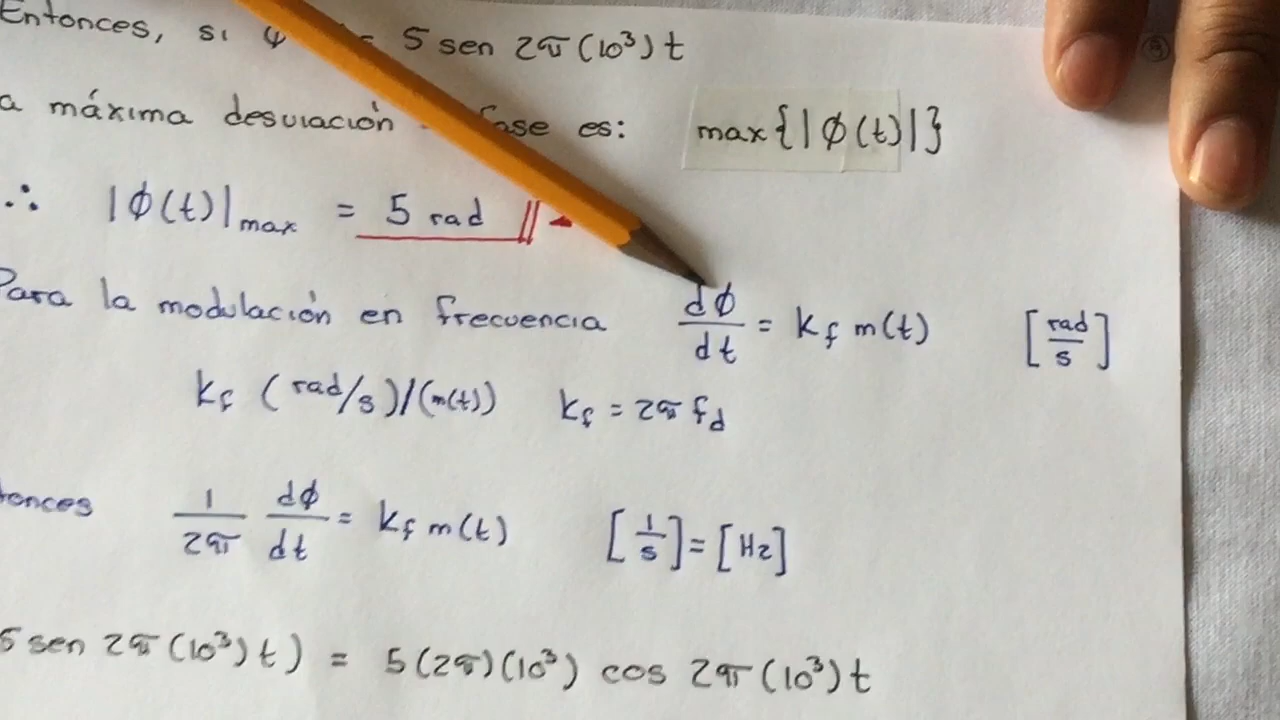 Entonces, si = 5 sen 2π(10³)t
a máxima desviación fase es: max{|ϕ(t)|}
∴ |ϕ(t)|max = 5 rad
Para la modulación en frecuencia dϕ/dt = kf m(t) [rad/s]
kf (rad/s)/(m(t)) kf = 2π fd
tonces 1/2π dϕ/dt = kf m(t) [1/s] = [Hz]
5 sen 2π(10³)t) = 5(2π)(10³) cos 2π(10³)t